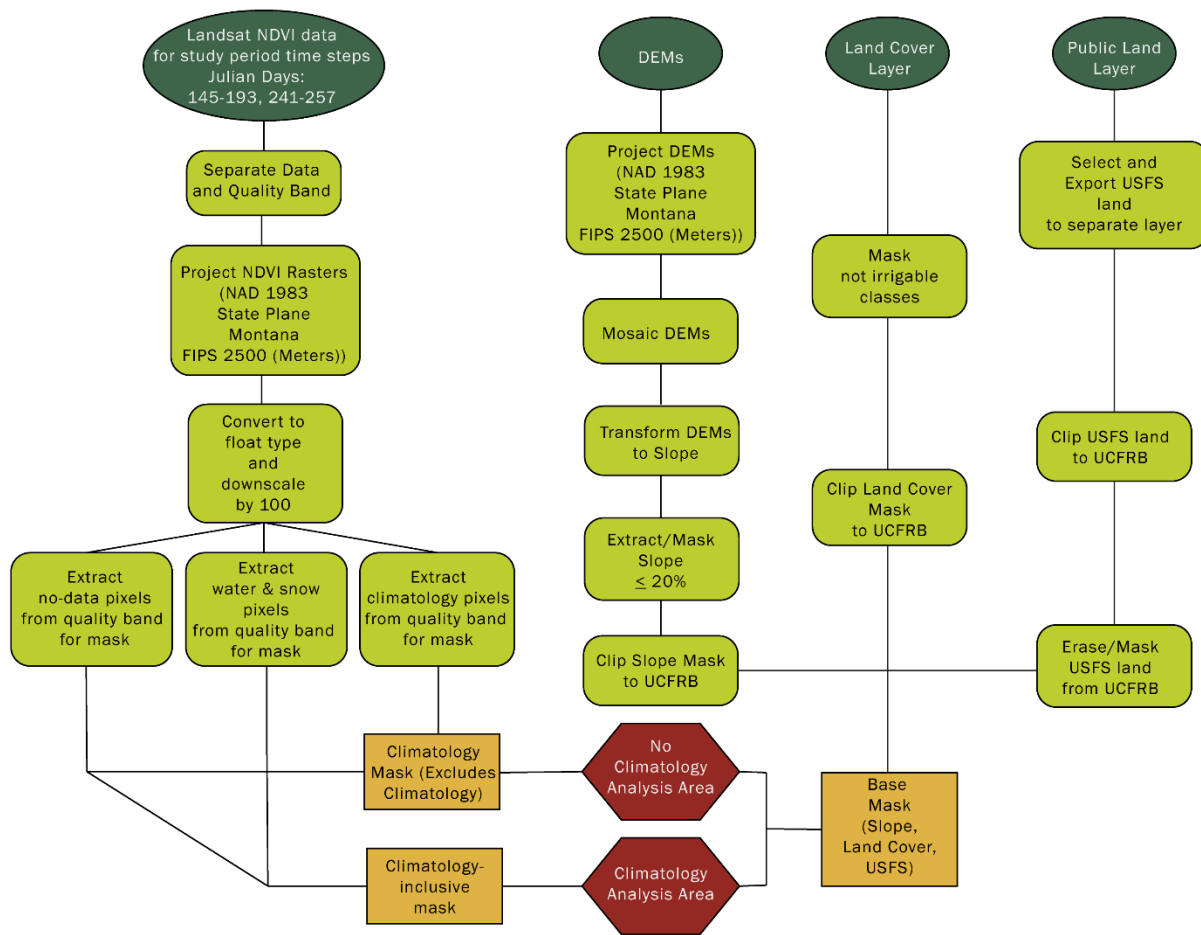 Landsat NDVI data
for study period time steps
Julian Days:
145-193, 241-257
Separate Data
and Quality Band
Project NDVI Rasters
(NAD 1983
State Plane
Montana
FIPS 2500 (Meters))
Convert to
float type
and
downscale
by 100
Extract
no-data pixels
from quality band
for mask
Extract
water & snow
pixels
from quality band
for mask
Extract
climatology pixels
from quality band
for mask
DEMs
Project DEMs
(NAD 1983
State Plane
Montana
FIPS 2500 (Meters))
Mosaic DEMs
Transform DEMs
to Slope
Extract/Mask
Slope
≤ 20%
Clip Slope Mask
to UCFRB
Land Cover
Layer
Mask
not irrigable
classes
Clip Land Cover
Mask
to UCFRB
Public Land
Layer
Select and
Export USFS
land
to separate layer
Clip USFS land
to UCFRB
Erase/Mask
USFS land
from UCFRB
Climatology
Mask (Excludes
Climatology)
No
Climatology
Analysis Area
Base
Mask
(Slope,
Land Cover,
USFS)
Climatology-
inclusive
mask
Climatology
Analysis Area